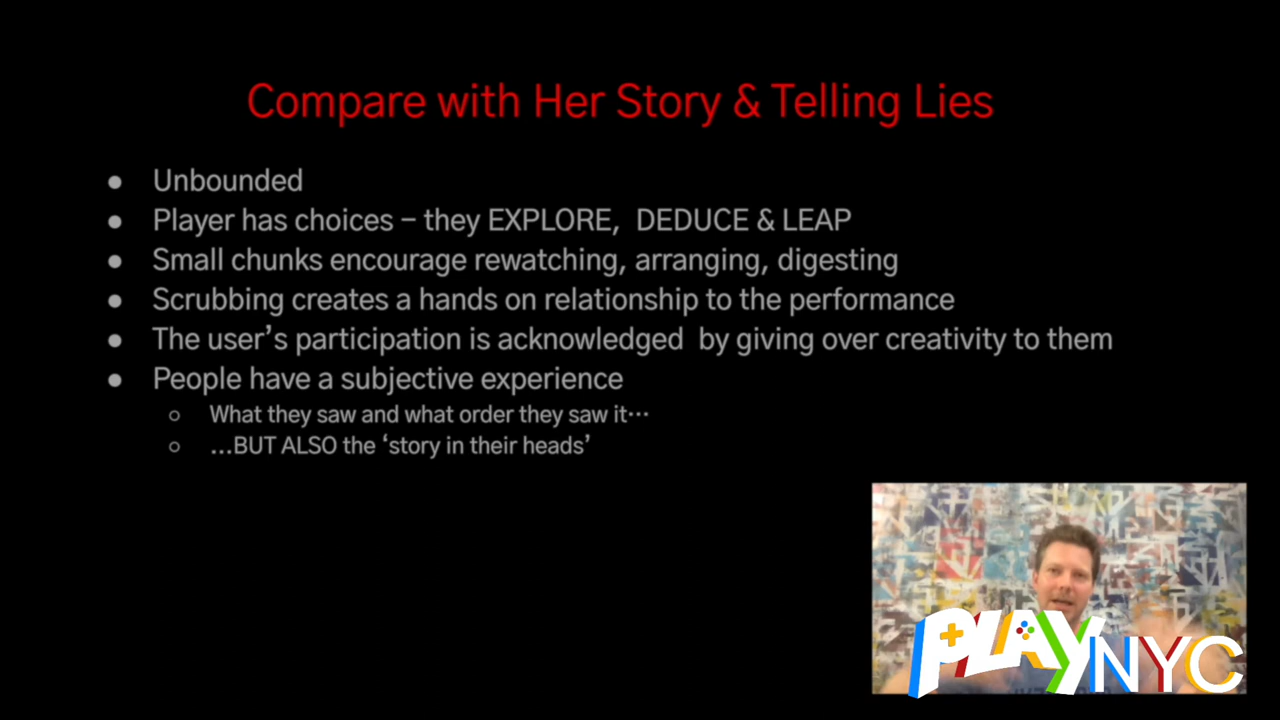 Compare with Her Story & Telling Lies
● Unbounded
● Player has choices – they EXPLORE,  DEDUCE & LEAP
● Small chunks encourage rewatching, arranging, digesting
● Scrubbing creates a hands on relationship to the performance
● The user’s participation is acknowledged  by giving over creativity to them
● People have a subjective experience
○ What they saw and what order they saw it…
○ …BUT ALSO the ‘story in their heads’
PLAYNYC